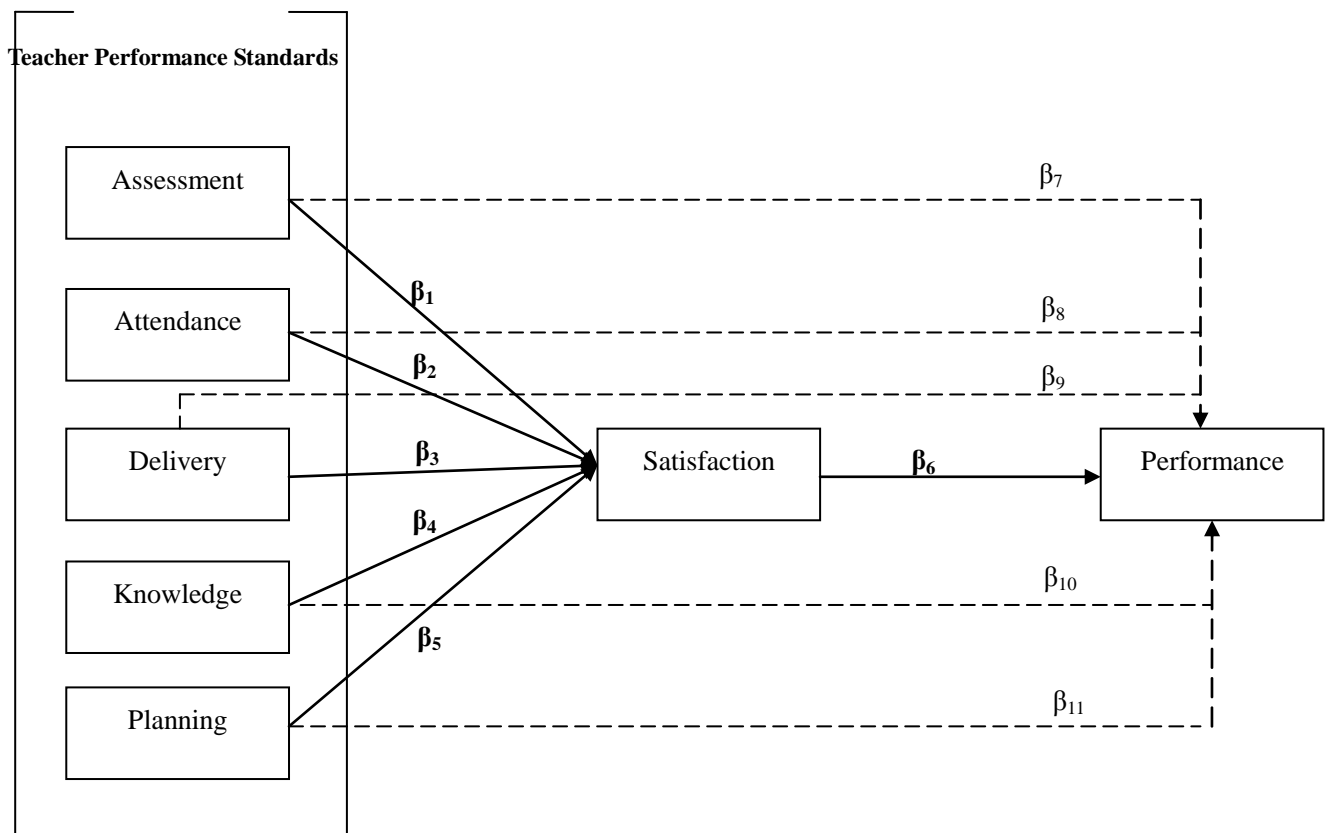 Teacher Performance Standards
Assessment
β7
β1
Attendance
β8
β2
β9
Delivery
β3
Satisfaction
β6
Performance
β4
Knowledge
β10
β5
Planning
β11